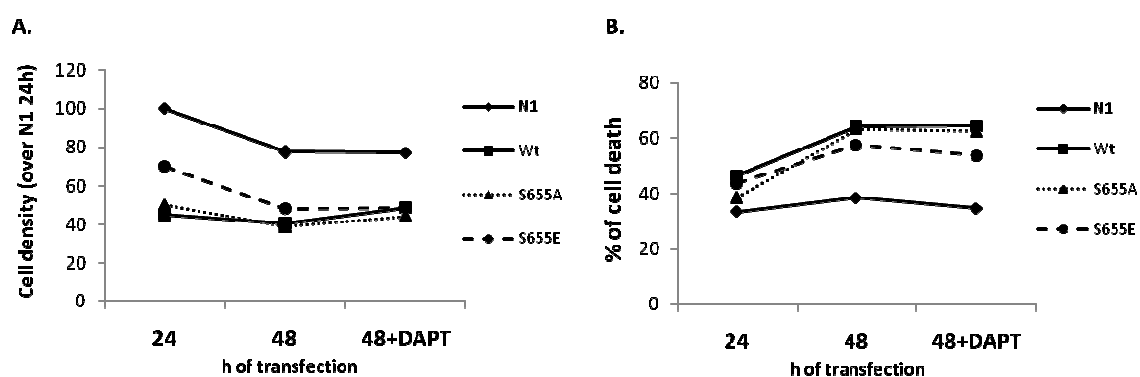 A.
Cell density (over N1 24h)
120
100
80
60
40
20
0
24 48 48+DAPT
h of transfection
N1
Wt
S655A
S655E
B.
% of cell death
80
60
40
20
0
24 48 48+DAPT
h of transfection
N1
Wt
S655A
S655E